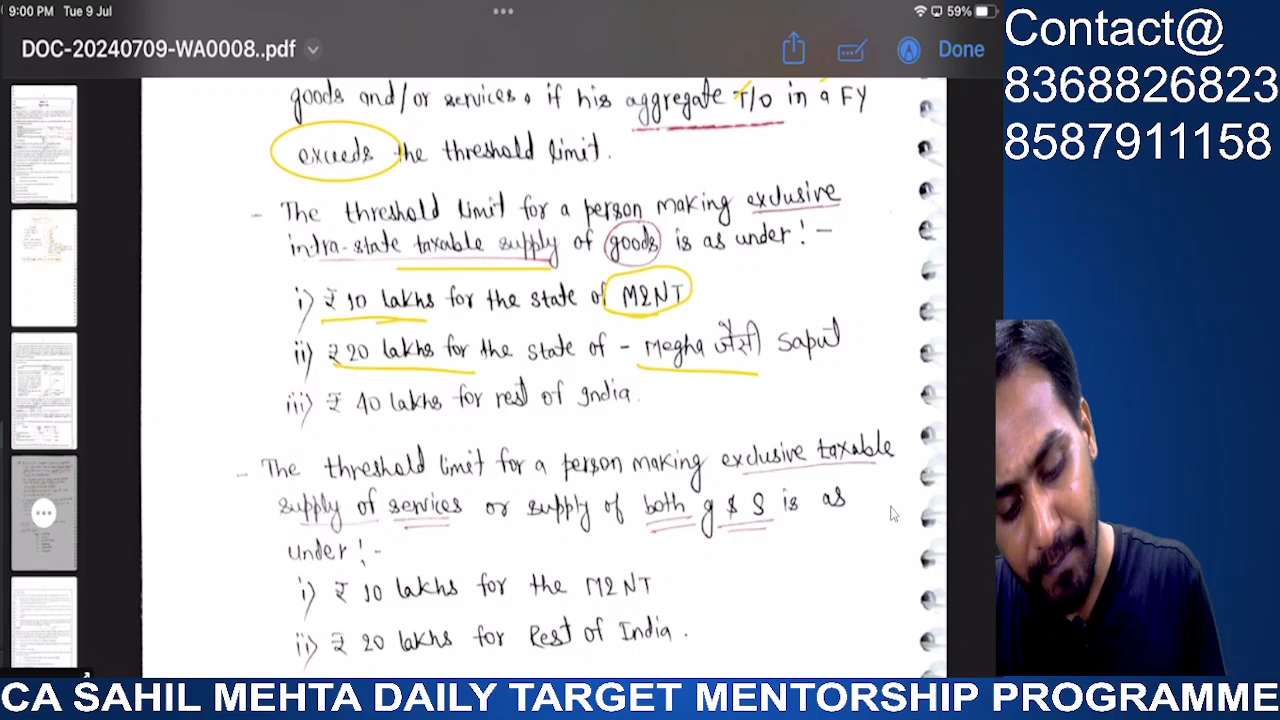 9:00 PM Tue 9 Jul
59%
DOC-20240709-WA0008..pdf
Done
Contact@
8368826823
8587911158
goods and/or services, if his aggregate T/O in a FY
exceeds the threshold limit.
- The threshold limit for a person making exclusive
intra-state taxable supply of goods is as under:-
i) ₹ 10 lakhs for the state of M2NT
ii) ₹ 20 lakhs for the state of - Megha जैसी Sapul
iii) ₹ 40 lakhs for rest of India.
- The threshold limit for a person making exclusive taxable
supply of services or supply of both g & S is as
under:-
i) ₹ 10 lakhs for the M2NT
ii) ₹ 20 lakhs for Rest of India.
CA SAHIL MEHTA DAILY TARGET MENTORSHIP PROGRAMME